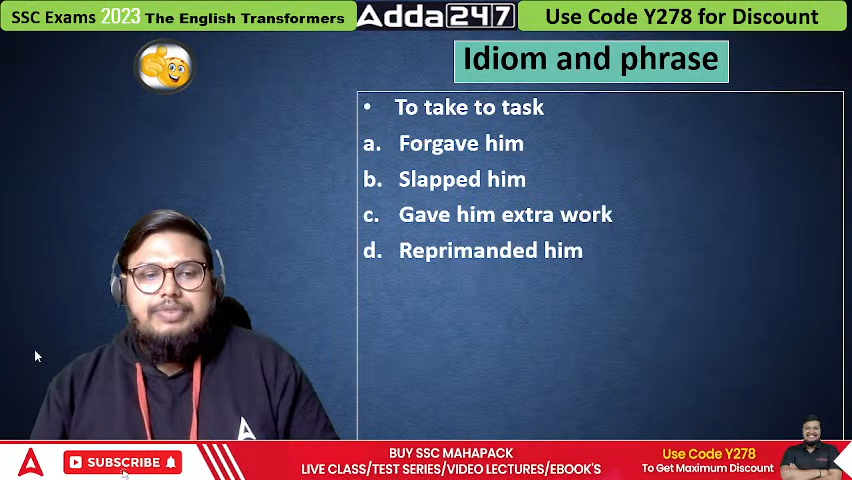 SSC Exams 2023 The English Transformers
Adda 247
Use Code Y278 for Discount
Idiom and phrase
• To take to task
a. Forgave him
b. Slapped him
c. Gave him extra work
d. Reprimanded him
SUBSCRIBE
BUY SSC MAHAPACK
LIVE CLASS/TEST SERIES/VIDEO LECTURES/EBOOK'S
Use Code Y278
To Get Maximum Discount